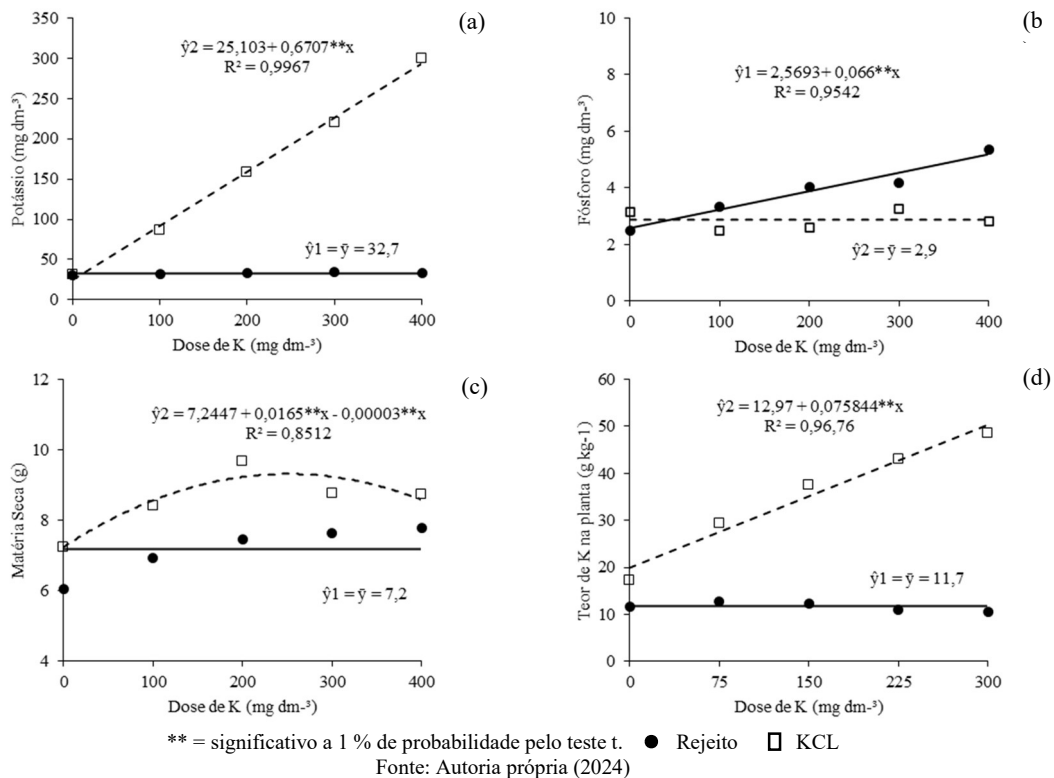 (a)
ŷ2 = 25,103+ 0,6707**x
R² = 0,9967
ŷ1 = ȳ = 32,7
Potássio (mg dm-³)
350
300
250
200
150
100
50
0
0 100 200 300 400
Dose de K (mg dm-³)
(b)
ŷ1 = 2,5693+ 0,066**x
R² = 0,9542
ŷ2 = ȳ = 2,9
Fósforo (mg dm-³)
10
8
6
4
2
0
0 100 200 300 400
Dose de K (mg dm-³)
(c)
ŷ2 = 7,2447 + 0,0165**x - 0,00003**x
R² = 0,8512
ŷ1 = ȳ = 7,2
Matéria Seca (g)
12
10
8
6
4
0 100 200 300 400
Dose de K (mg dm-³)
(d)
ŷ2 = 12,97 + 0,075844**x
R² = 0,96,76
ŷ1 = ȳ = 11,7
Teor de K na planta (g kg-1)
60
50
40
30
20
10
0
0 75 150 225 300
Dose de K (mg dm-³)
** = significativo a 1 % de probabilidade pelo teste t. ● Rejeito □ KCL
Fonte: Autoria própria (2024)